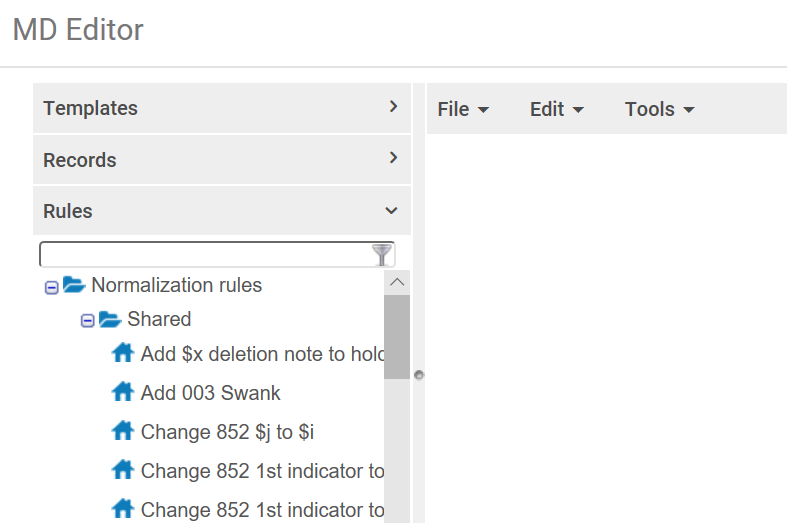 MD Editor
Templates
File Edit Tools
Records
Rules
Normalization rules
Shared
Add $x deletion note to hold
Add 003 Swank
Change 852 $j to $i
Change 852 1st indicator to
Change 852 1st indicator to